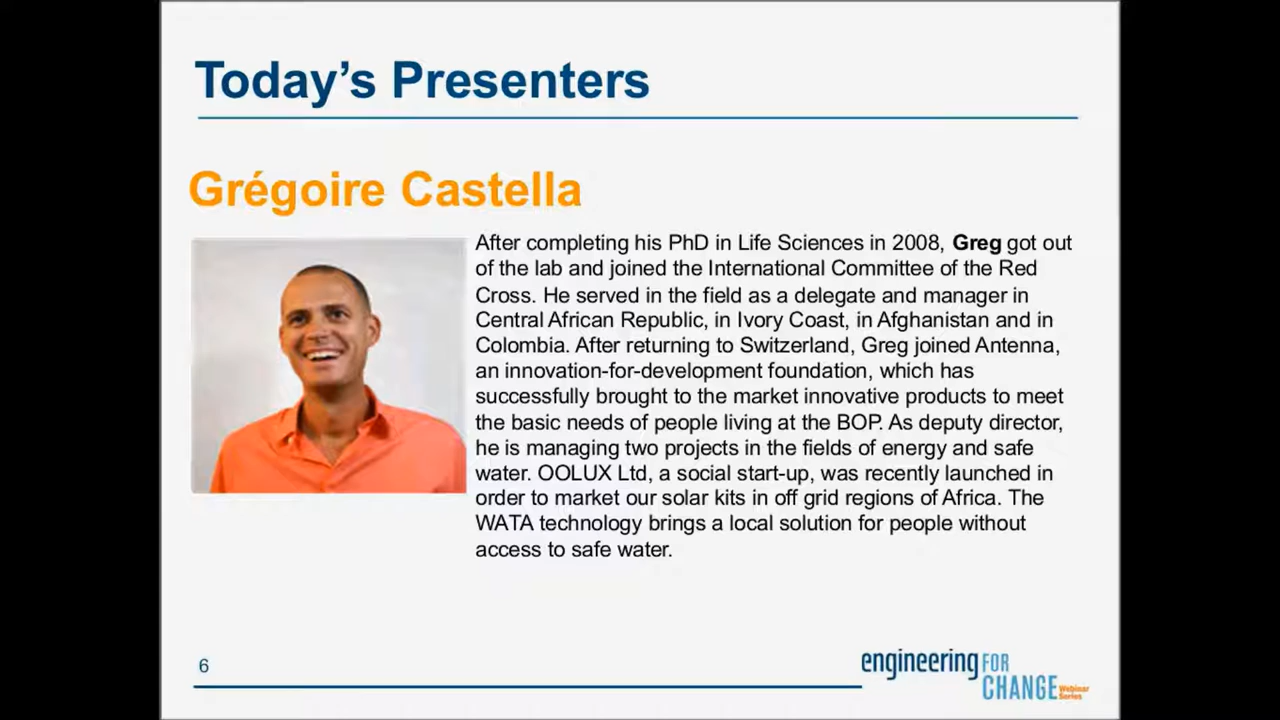 Today’s Presenters
Grégoire Castella
After completing his PhD in Life Sciences in 2008, Greg got out
of the lab and joined the International Committee of the Red
Cross. He served in the field as a delegate and manager in
Central African Republic, in Ivory Coast, in Afghanistan and in
Colombia. After returning to Switzerland, Greg joined Antenna,
an innovation-for-development foundation, which has
successfully brought to the market innovative products to meet
the basic needs of people living at the BOP. As deputy director,
he is managing two projects in the fields of energy and safe
water. OOLUX Ltd, a social start-up, was recently launched in
order to market our solar kits in off grid regions of Africa. The
WATA technology brings a local solution for people without
access to safe water.
6
engineering FOR
CHANGE Webinar
Series